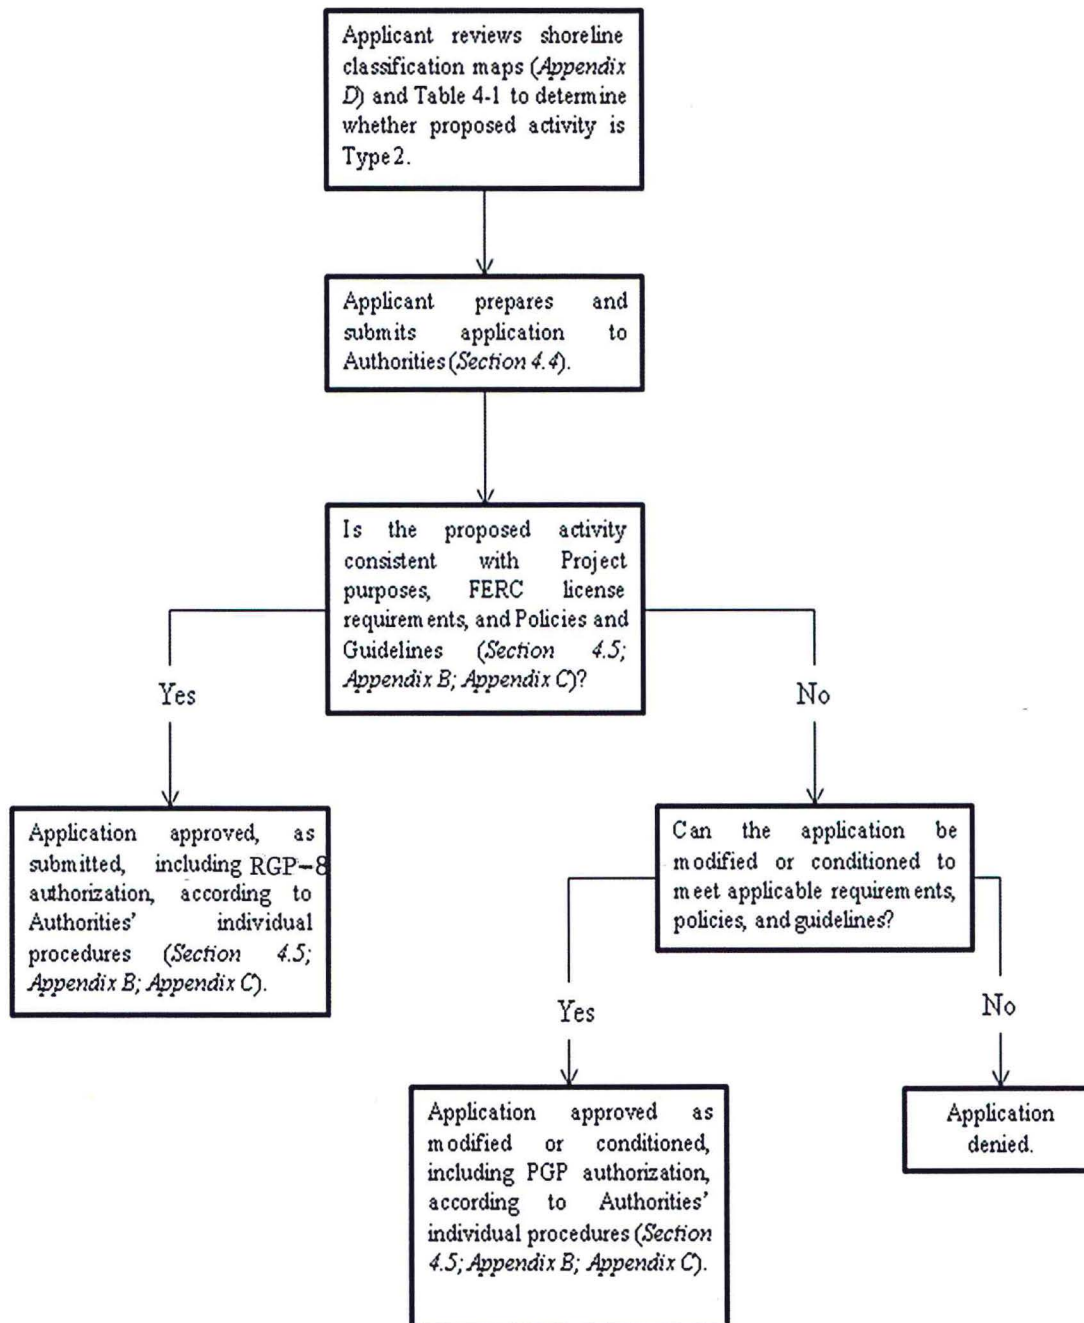 Applicant reviews shoreline
classification maps (Appendix
D) and Table 4-1 to determine
whether proposed activity is
Type 2.
Applicant prepares and
submits application to
Authorities (Section 4.4).
Is the proposed activity
consistent with Project
purposes, FERC license
requirements, and Policies and
Guidelines (Section 4.5;
Appendix B; Appendix C)?
Yes
No
Application approved, as
submitted, including RGP-8
authorization, according to
Authorities' individual
procedures (Section 4.5;
Appendix B; Appendix C).
Can the application be
modified or conditioned to
meet applicable requirements,
policies, and guidelines?
Yes
No
Application approved as
modified or conditioned,
including PGP authorization,
according to Authorities'
individual procedures (Section
4.5; Appendix B; Appendix C).
Application
denied.